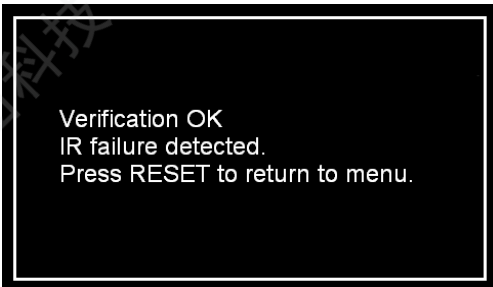 科技
Verification OK
IR failure detected.
Press RESET to return to menu.